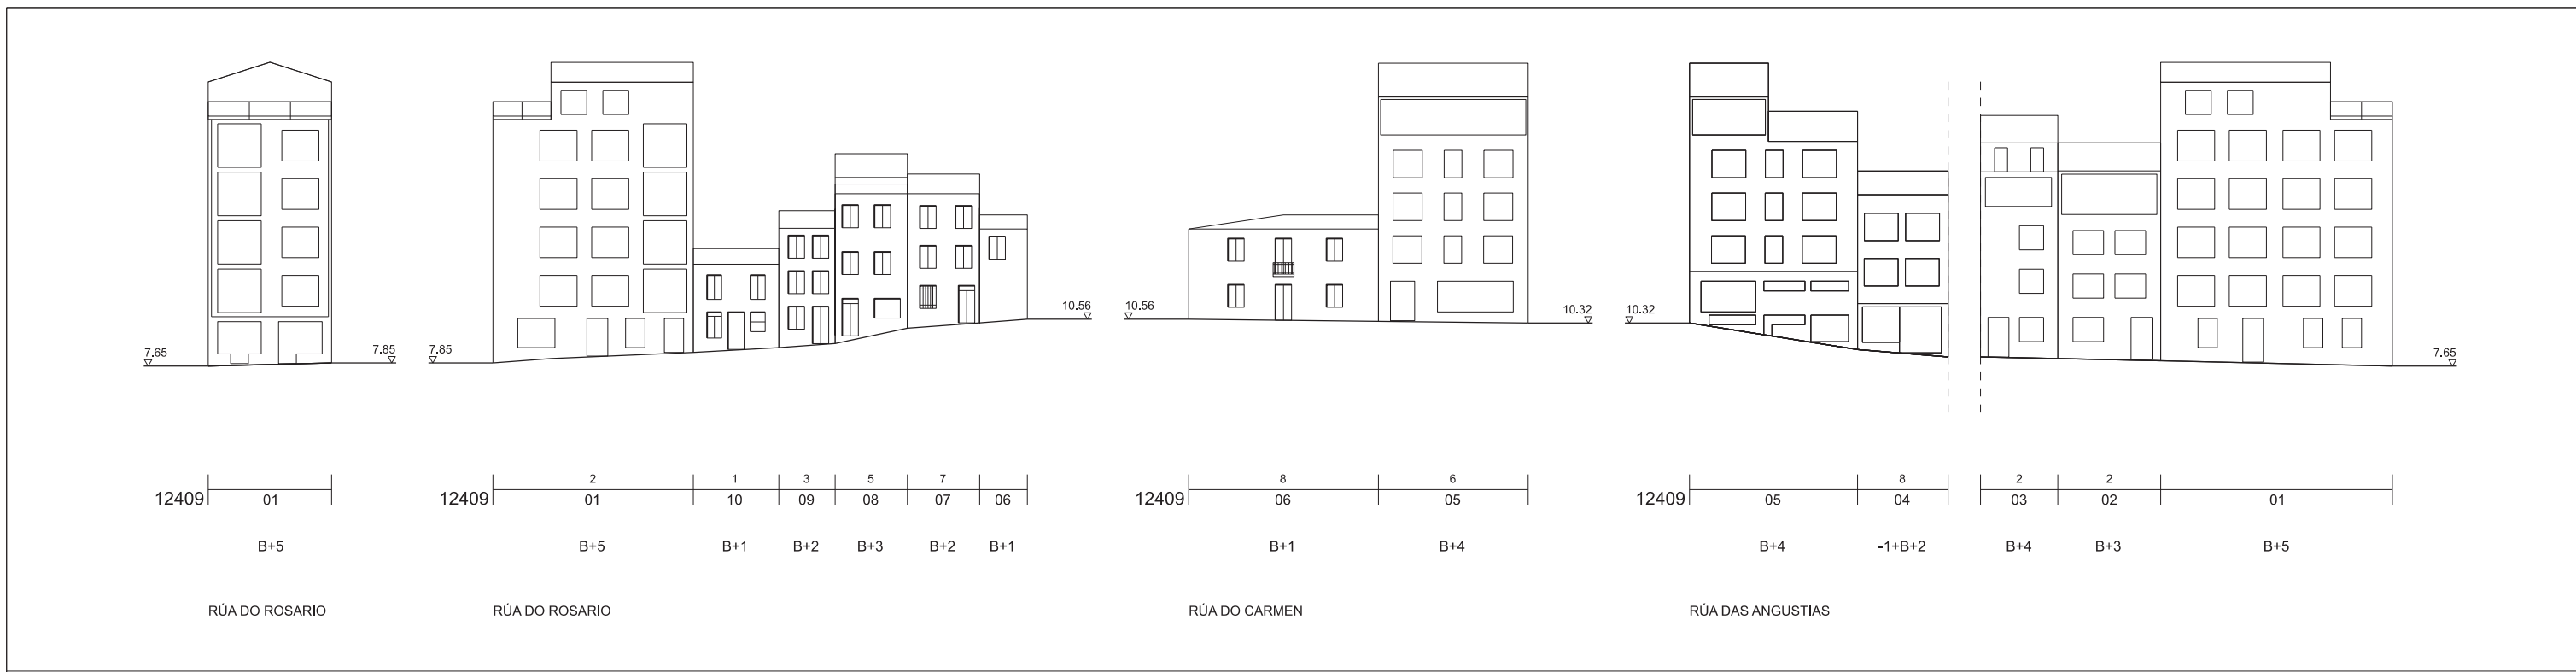 10.56 10.56 10.32 10.32
7.65 7.85 7.85 7.65
2 1 3 5 7 8 6 8 2 2
12409 01 12409 01 10 09 08 07 06 12409 06 05 12409 05 04 03 02 01
B+5 B+5 B+1 B+2 B+3 B+2 B+1 B+1 B+4 B+4 -1+B+2 B+4 B+3 B+5
RÚA DO ROSARIO RÚA DO ROSARIO RÚA DO CARMEN RÚA DAS ANGUSTIAS